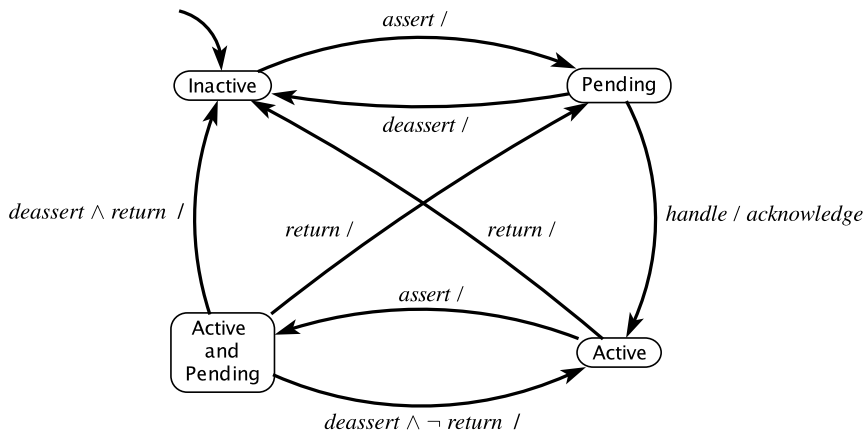 assert /
Inactive
Pending
deassert /
deassert ∧ return /
return /
return /
handle / acknowledge
assert /
Active
and
Pending
Active
deassert ∧ ¬ return /